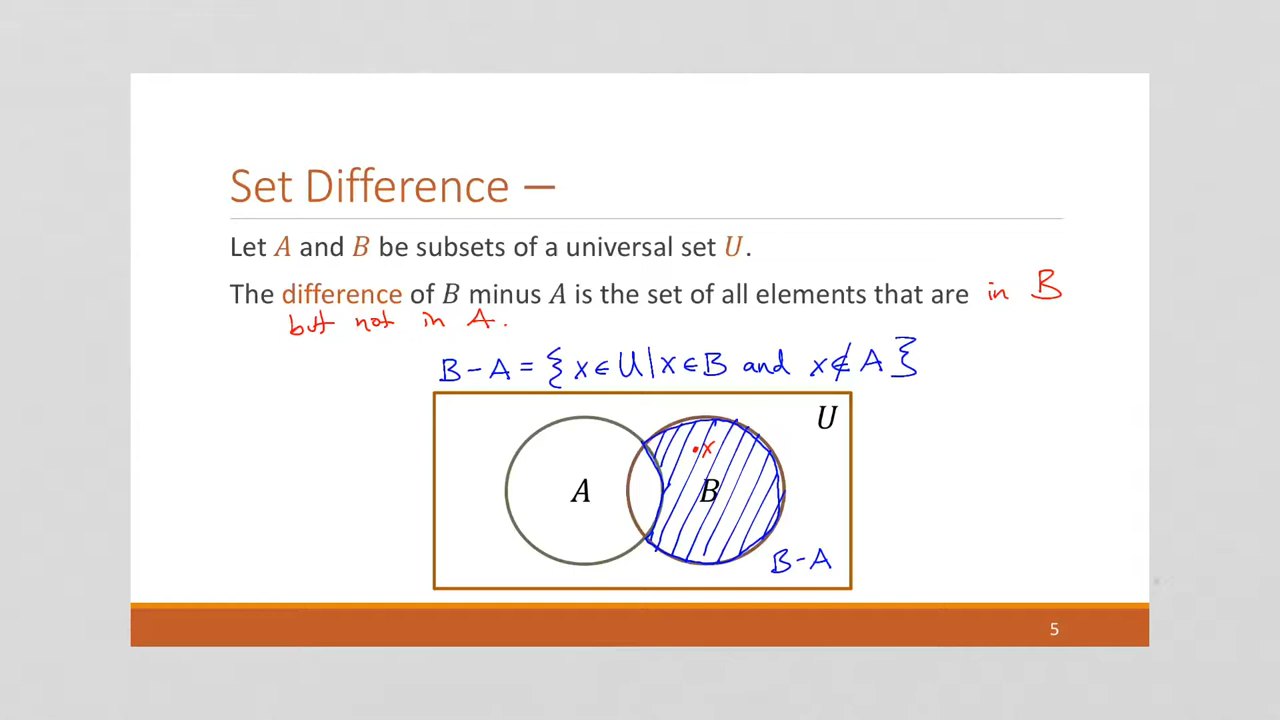 Set Difference −
Let A and B be subsets of a universal set U.
The difference of B minus A is the set of all elements that are in B
but not in A.
B-A = {x∈U|x∈B and x∉A}
U
x
A
B
B-A
5